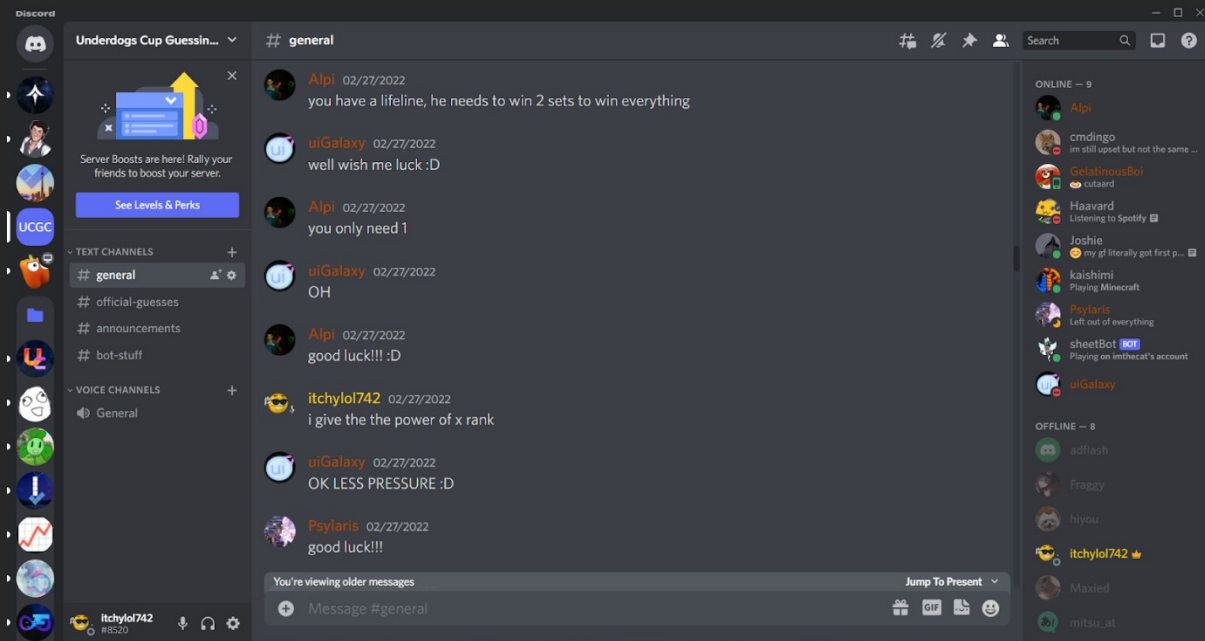 Discord
Underdogs Cup Guessin...
general
Search
Alpi 02/27/2022
you have a lifeline, he needs to win 2 sets to win everything
uiGalaxy 02/27/2022
well wish me luck :D
Alpi 02/27/2022
you only need 1
uiGalaxy 02/27/2022
OH
Alpi 02/27/2022
good luck!!! :D
itchylol742 02/27/2022
i give the the power of x rank
uiGalaxy 02/27/2022
OK LESS PRESSURE :D
Psylaris 02/27/2022
good luck!!!
You're viewing older messages
Jump To Present
Message #general
GIF
Server Boosts are here! Rally your
friends to boost your server.
See Levels & Perks
UCGC
TEXT CHANNELS
general
official-guesses
announcements
bot-stuff
VOICE CHANNELS
General
itchylol742
#8520
ONLINE — 9
Alpi
cmdingo
im still upset but not the same ...
GelatinousBoi
cutaard
Haavard
Listening to Spotify
Joshie
my gf literally got first p...
kaishimi
Playing Minecraft
Psylaris
Left out of everything
sheetBot BOT
Playing on imthecat's account
uiGalaxy
OFFLINE — 8
adflash
Fraggy
hiyou
itchylol742
Maxied
mitsu_at